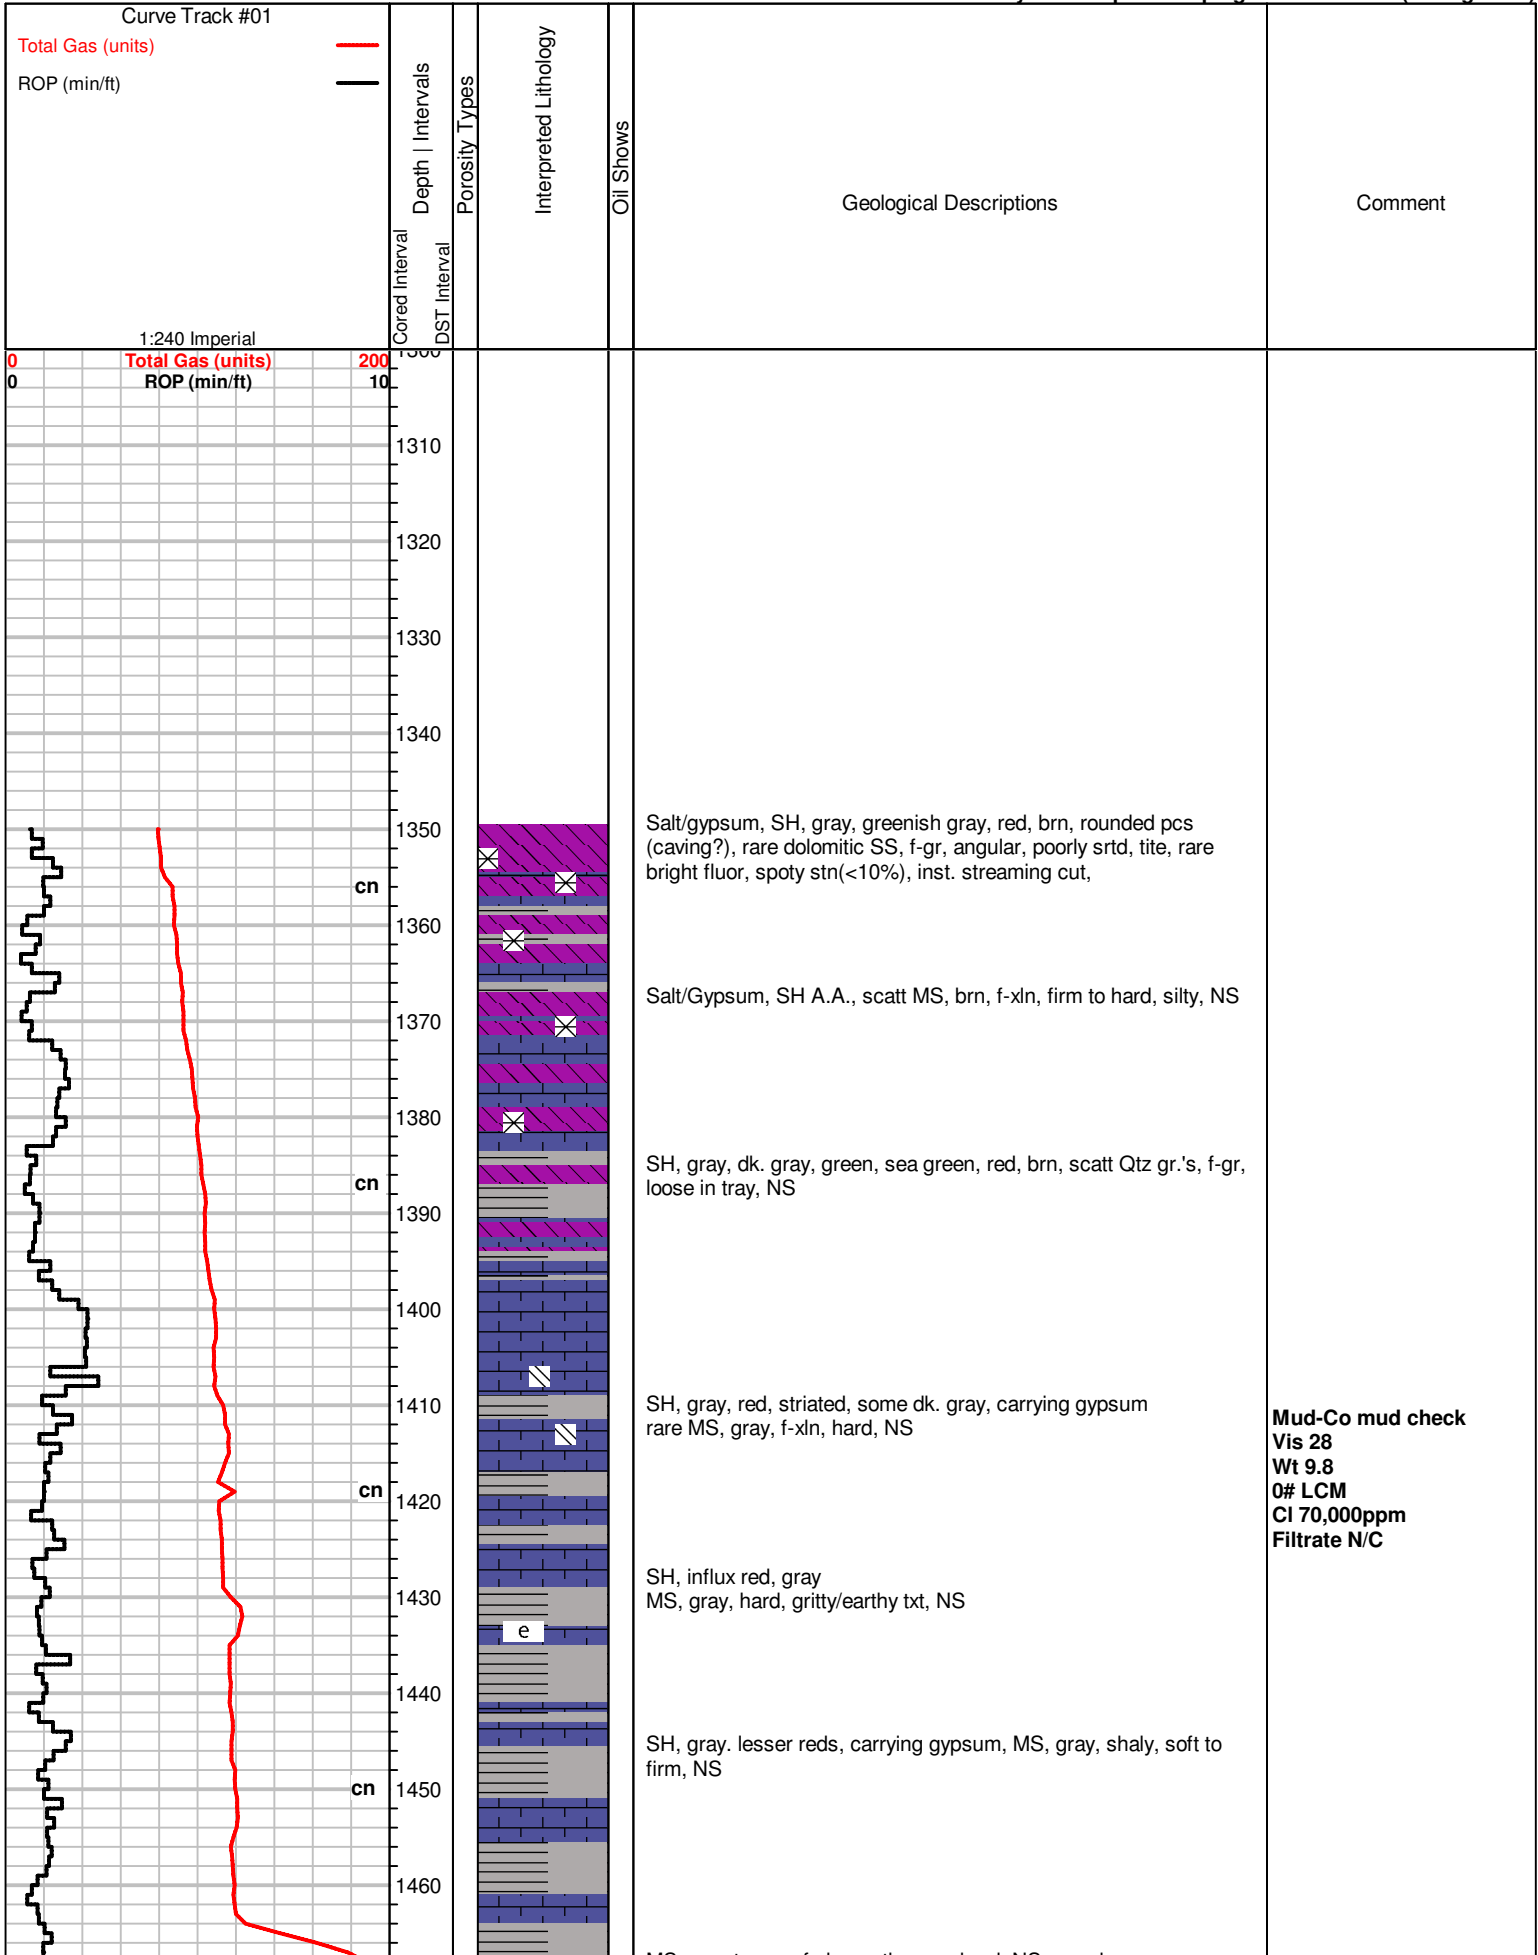 Curve Track #01
Total Gas (units)
ROP (min/ft)
1:240 Imperial
Depth | Intervals
Cored Interval
DST Interval
Porosity Types
Interpreted Lithology
Oil Shows
Geological Descriptions
Comment
0 Total Gas (units) 200
0 ROP (min/ft) 10
1300
1310
1320
1330
1340
1350
Salt/gypsum, SH, gray, greenish gray, red, brn, rounded pcs
(caving?), rare dolomitic SS, f-gr, angular, poorly srtd, tite, rare
bright fluor, spoty stn(<10%), inst. streaming cut,
cn
1360
Salt/Gypsum, SH A.A., scatt MS, brn, f-xln, firm to hard, silty, NS
1370
1380
SH, gray, dk. gray, green, sea green, red, brn, scatt Qtz gr.'s, f-gr,
loose in tray, NS
cn
1390
1400
1410
SH, gray, red, striated, some dk. gray, carrying gypsum
rare MS, gray, f-xln, hard, NS
Mud-Co mud check
Vis 28
Wt 9.8
0# LCM
Cl 70,000ppm
Filtrate N/C
cn
1420
SH, influx red, gray
MS, gray, hard, gritty/earthy txt, NS
1430
e
1440
SH, gray. lesser reds, carrying gypsum, MS, gray, shaly, soft to
firm, NS
cn
1450
1460